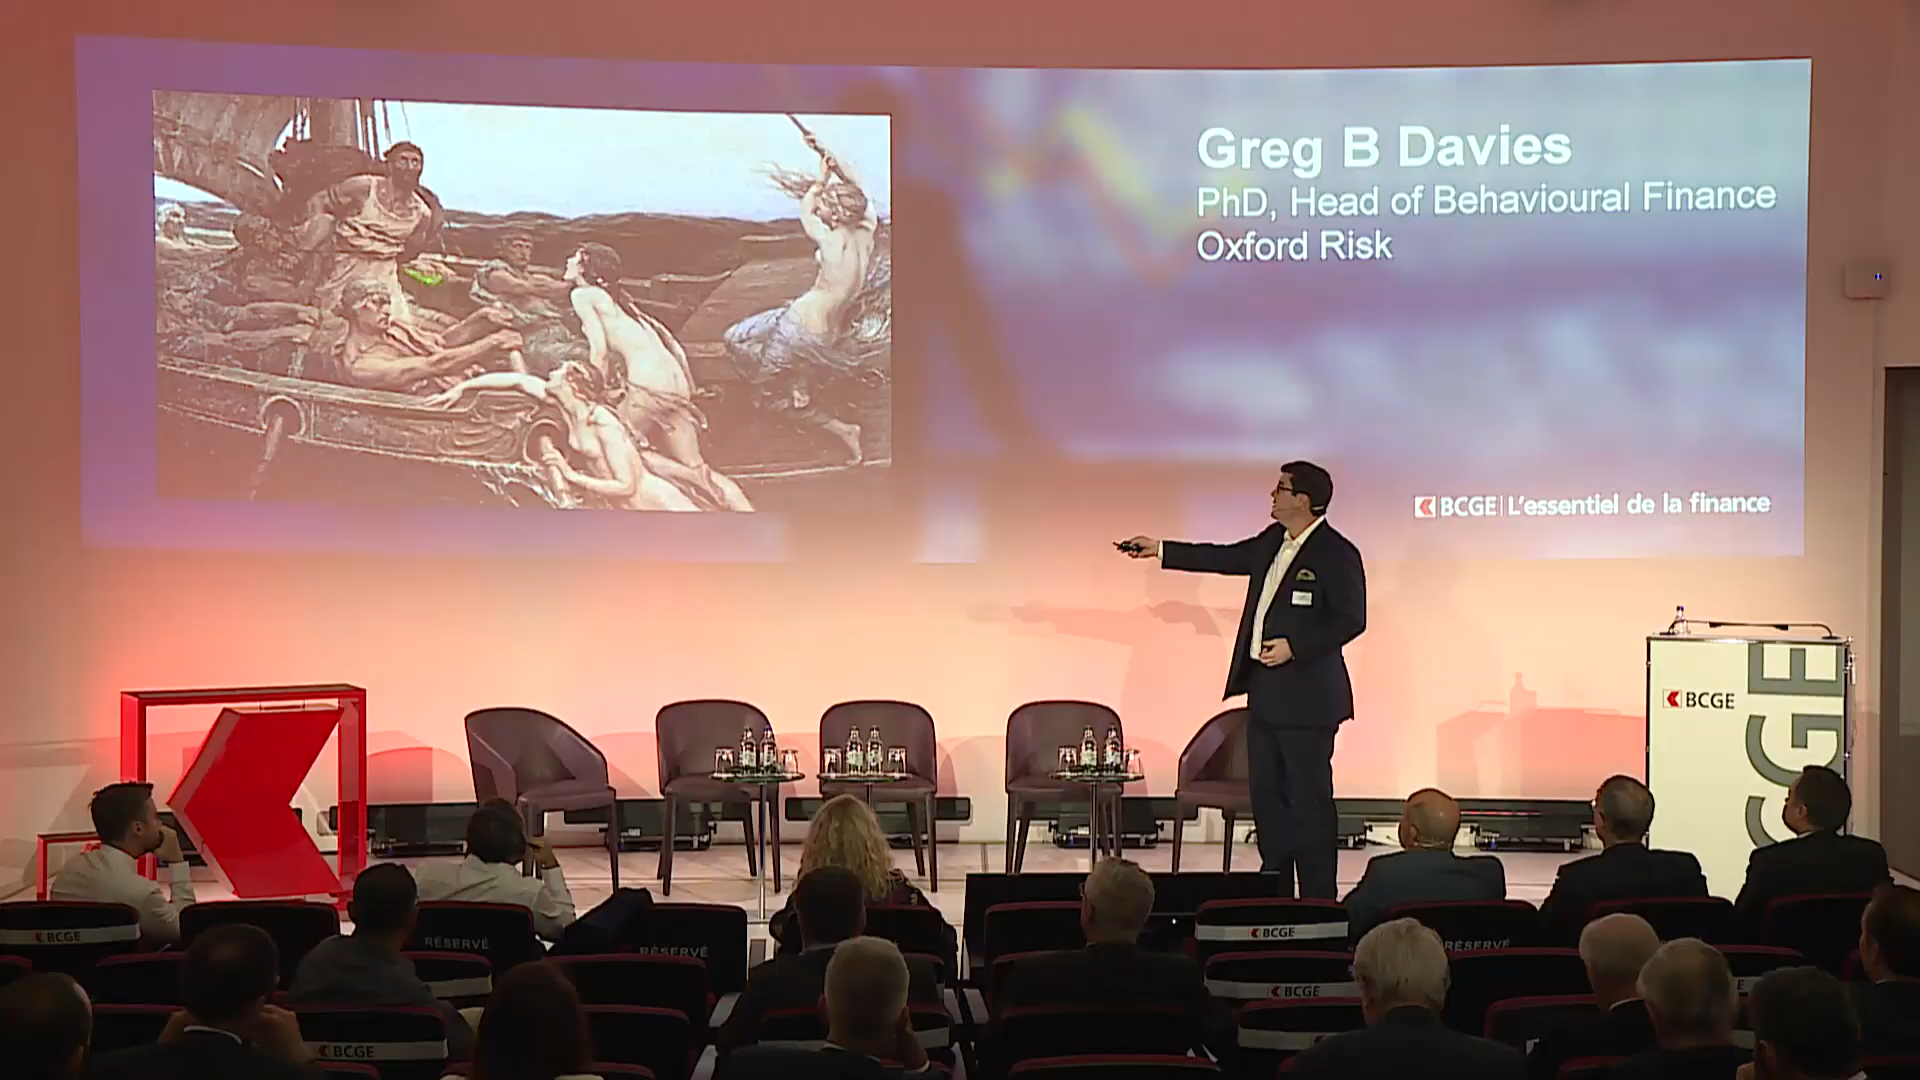 Greg B Davies
PhD, Head of Behavioural Finance
Oxford Risk
BCGE | L'essentiel de la finance
BCGE
BCGE
BCGE
RÉSERVÉ
RÉSERVÉ
BCGE
RÉSERVÉ
BCGE
BCGE